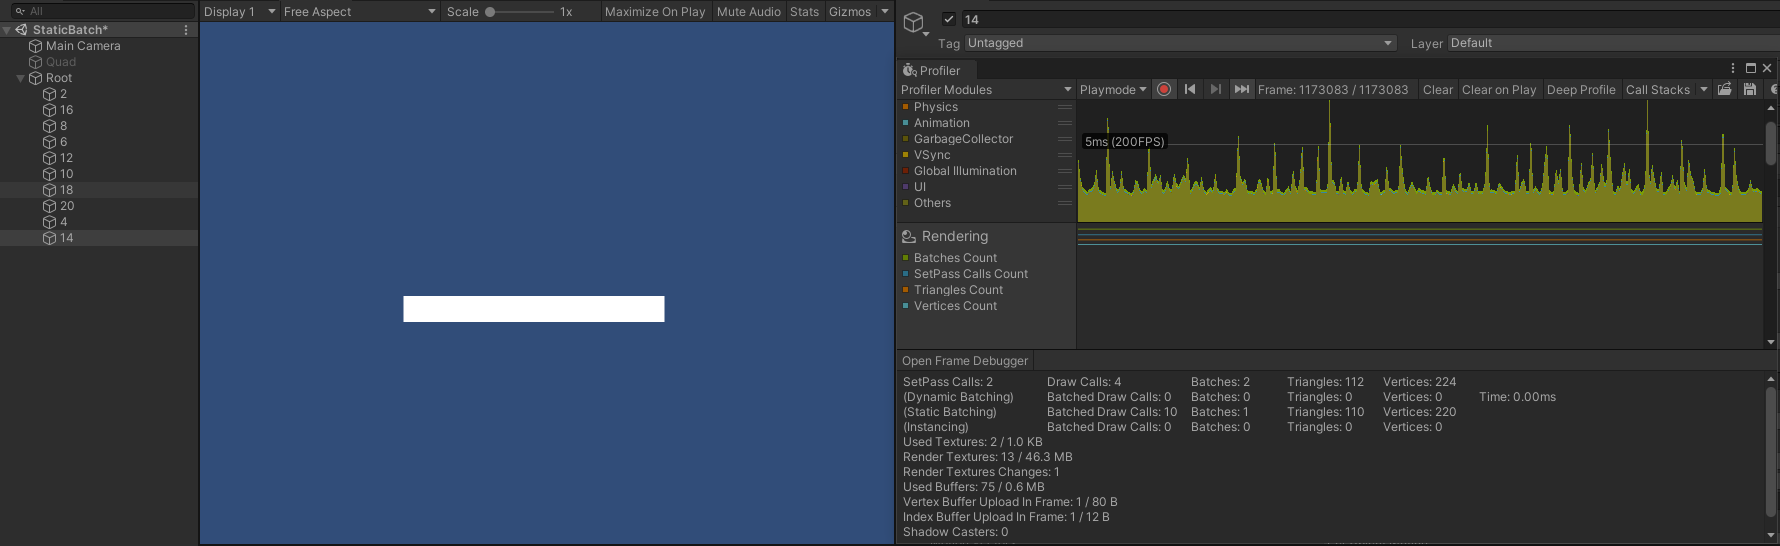 All
StaticBatch*
Main Camera
Quad
Root
2
16
8
6
12
10
18
20
4
14
Display 1 Free Aspect Scale 1x Maximize On Play Mute Audio Stats Gizmos
14
Tag Untagged Layer Default
Profiler
Profiler Modules Playmode Frame: 1173083 / 1173083 Clear Clear on Play Deep Profile Call Stacks
Physics
Animation
GarbageCollector
VSync
Global Illumination
UI
Others
5ms (200FPS)
Rendering
Batches Count
SetPass Calls Count
Triangles Count
Vertices Count
Open Frame Debugger
SetPass Calls: 2 Draw Calls: 4 Batches: 2 Triangles: 112 Vertices: 224
(Dynamic Batching) Batched Draw Calls: 0 Batches: 0 Triangles: 0 Vertices: 0 Time: 0.00ms
(Static Batching) Batched Draw Calls: 10 Batches: 1 Triangles: 110 Vertices: 220
(Instancing) Batched Draw Calls: 0 Batches: 0 Triangles: 0 Vertices: 0
Used Textures: 2 / 1.0 KB
Render Textures: 13 / 46.3 MB
Render Textures Changes: 1
Used Buffers: 75 / 0.6 MB
Vertex Buffer Upload In Frame: 1 / 80 B
Index Buffer Upload In Frame: 1 / 12 B
Shadow Casters: 0